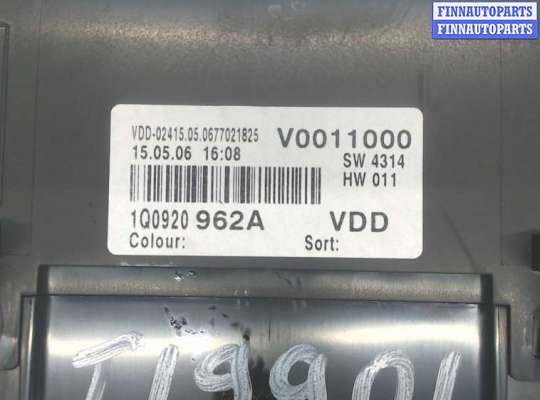 FINNAUTOPARTS
FINNAUTOPARTS
VDD-02415.05.0677021825 V0011000
15.05.06 16:08 SW 4314
HW 011
1Q0920 962A VDD
Colour: Sort: